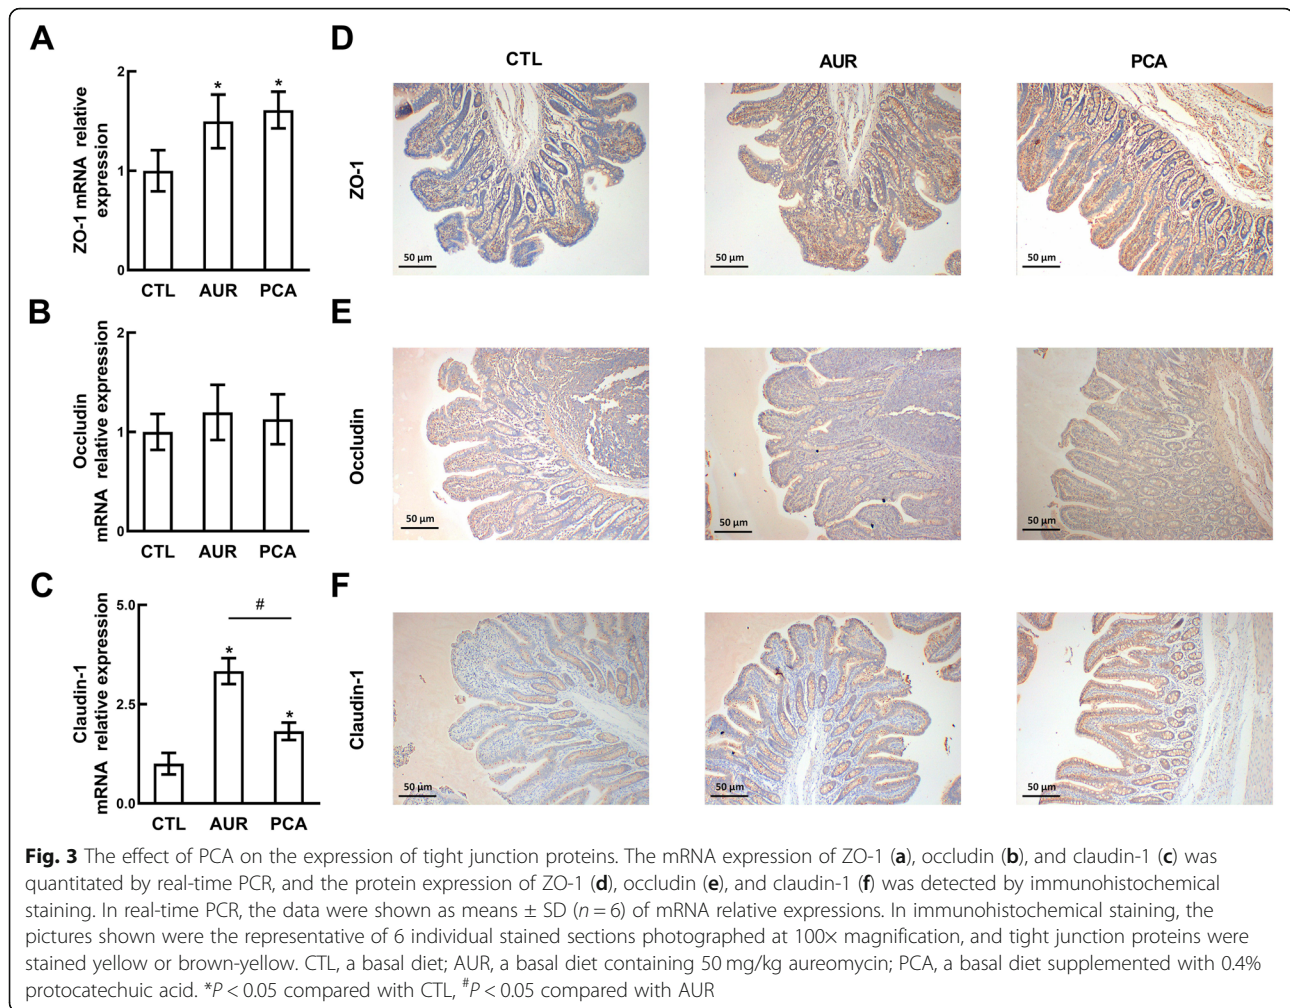 A
ZO-1 mRNA relative
expression
2
1
0
*
*
CTL AUR PCA
B
Occludin
mRNA relative expression
2
1
0
CTL AUR PCA
C
Claudin-1
mRNA relative expression
5.0
2.5
0.0
#
*
*
CTL AUR PCA
D
CTL AUR PCA
ZO-1
50 μm
50 μm
50 μm
E
Occludin
50 μm
50 μm
50 μm
F
Claudin-1
50 μm
50 μm
50 μm
Fig. 3 The effect of PCA on the expression of tight junction proteins. The mRNA expression of ZO-1 (a), occludin (b), and claudin-1 (c) was
quantitated by real-time PCR, and the protein expression of ZO-1 (d), occludin (e), and claudin-1 (f) was detected by immunohistochemical
staining. In real-time PCR, the data were shown as means ± SD (n = 6) of mRNA relative expressions. In immunohistochemical staining, the
pictures shown were the representative of 6 individual stained sections photographed at 100× magnification, and tight junction proteins were
stained yellow or brown-yellow. CTL, a basal diet; AUR, a basal diet containing 50 mg/kg aureomycin; PCA, a basal diet supplemented with 0.4%
protocatechuic acid. *P < 0.05 compared with CTL, #P < 0.05 compared with AUR